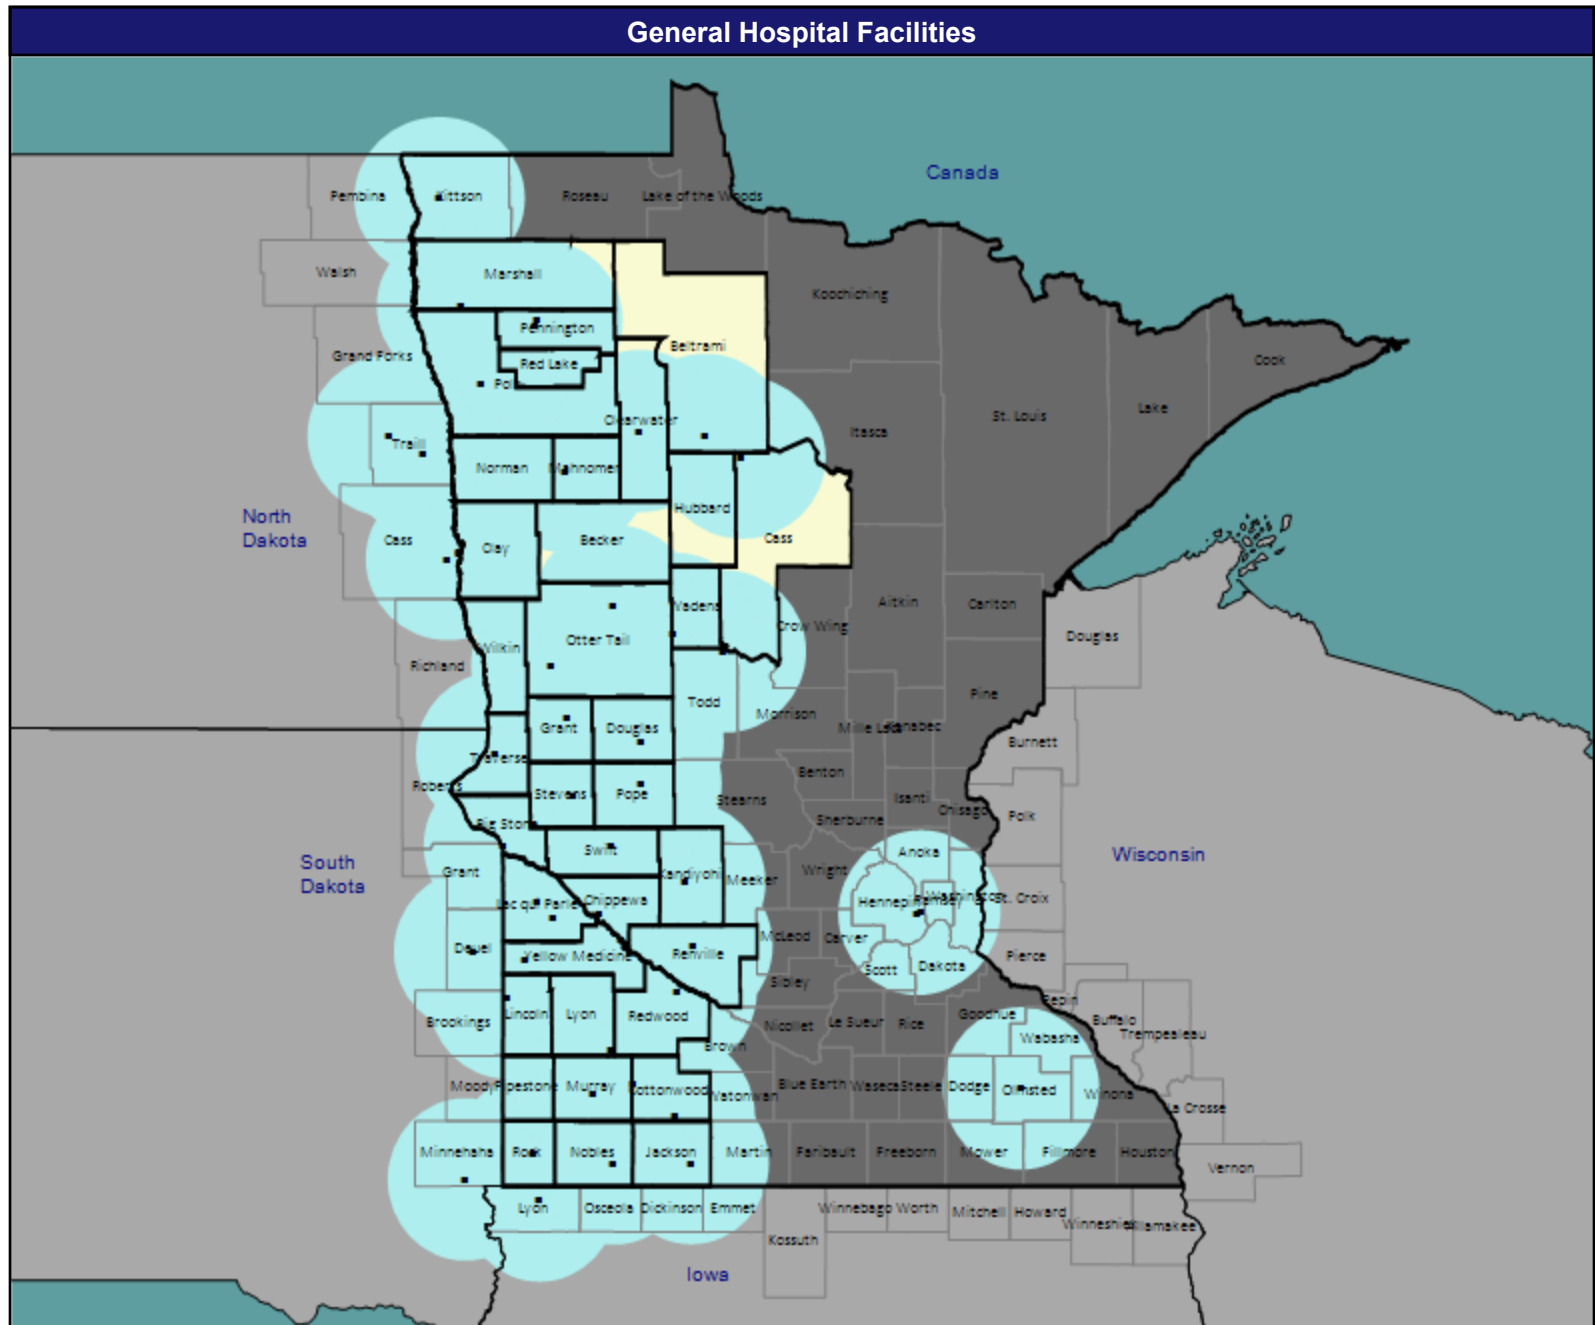 General Hospital Facilities
Canada
Pembina
Kittson
Roseau
Lake of the Woods
Walsh
Marshall
Koochiching
Pennington
Grand Forks
Beltrami
Red Lake
Cook
Lake
St. Louis
Clearwater
Itasca
Traill
Norman
Mahnomen
Hubbard
North
Dakota
Cass
Clay
Becker
Cass
Aitkin
Carlton
Wadena
Crow Wing
Douglas
Otter Tail
Wilkin
Richland
Pine
Todd
Morrison
Grant
Douglas
Mille Lacs
Kanabec
Burnett
Traverse
Benton
Roberts
Stevens
Pope
Stearns
Isanti
Chisago
Polk
Big Stone
Sherburne
Swift
Anoka
Wisconsin
South
Dakota
Grant
Kandiyohi
Meeker
Wright
Lac qui Parle
Chippewa
Hennepin
Ramsey
Washington
St. Croix
McLeod
Carver
Deuel
Yellow Medicine
Renville
Scott
Dakota
Pierce
Sibley
Pepin
Brookings
Lincoln
Lyon
Redwood
Nicollet
Le Sueur
Rice
Goodhue
Buffalo
Trempealeau
Wabasha
Brown
Moody
Pipestone
Murray
Cottonwood
Watonwan
Blue Earth
Waseca
Steele
Dodge
Olmsted
Winona
La Crosse
Minnehaha
Rock
Nobles
Jackson
Martin
Faribault
Freeborn
Mower
Fillmore
Houston
Vernon
Lyon
Osceola
Dickinson
Emmet
Winnebago
Worth
Mitchell
Howard
Winneshiek
Allamakee
Kossuth
Iowa